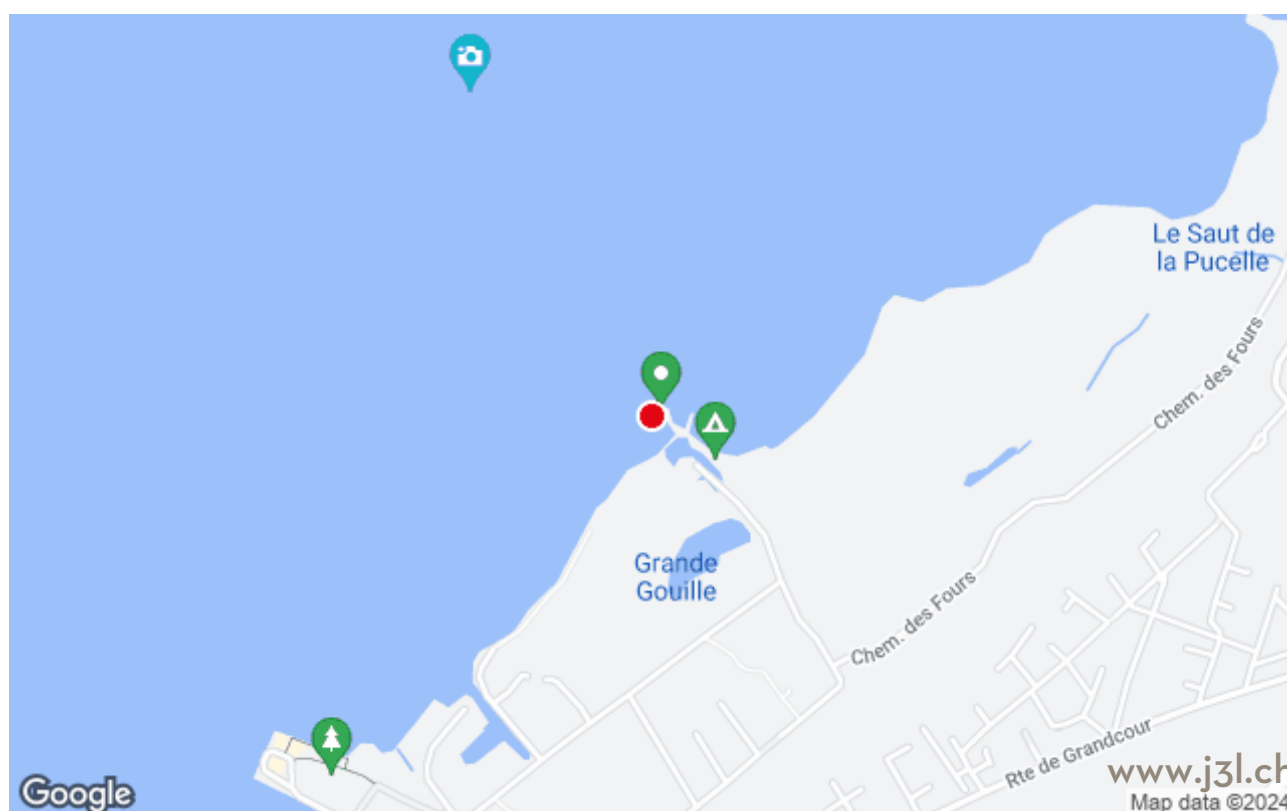 Le Saut de
la Pucelle
Chem. des Fours
Grande
Gouille
Chem. des Fours
Rte de Grandcour
www.j3l.ch
Google
Map data ©2024